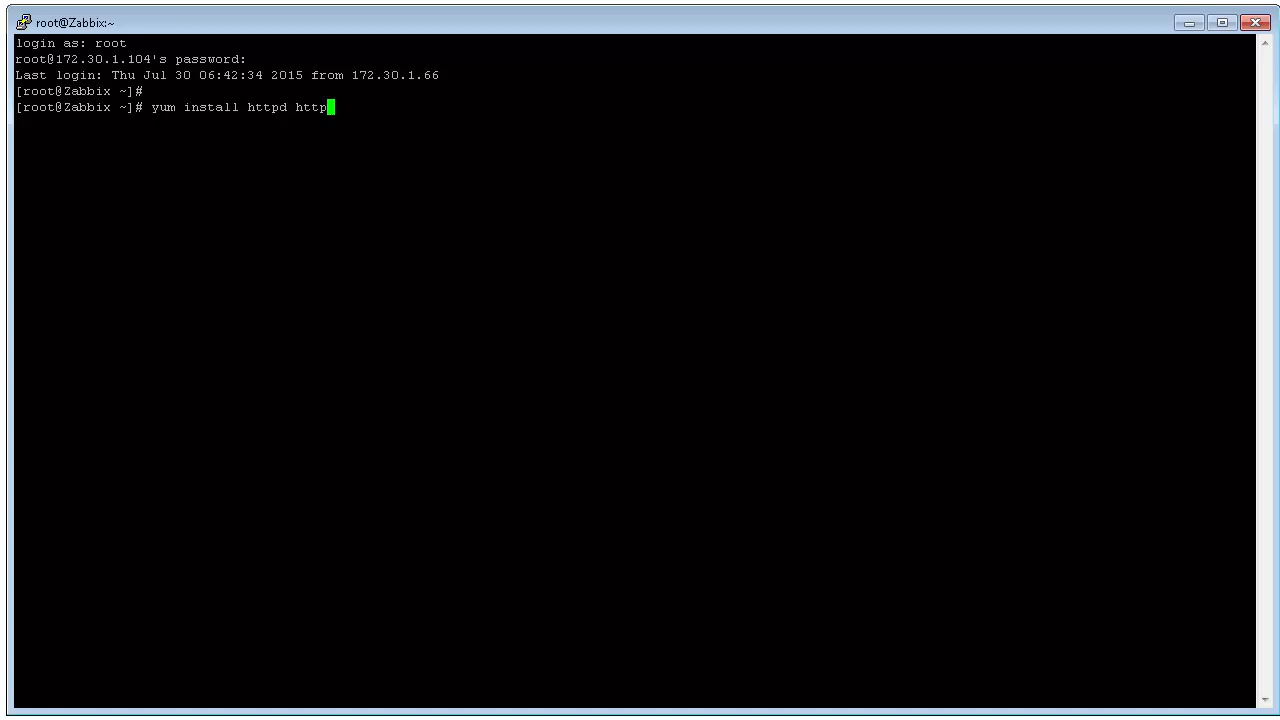 root@Zabbix:~
login as: root
root@172.30.1.104's password:
Last login: Thu Jul 30 06:42:34 2015 from 172.30.1.66
[root@Zabbix ~]#
[root@Zabbix ~]# yum install httpd http